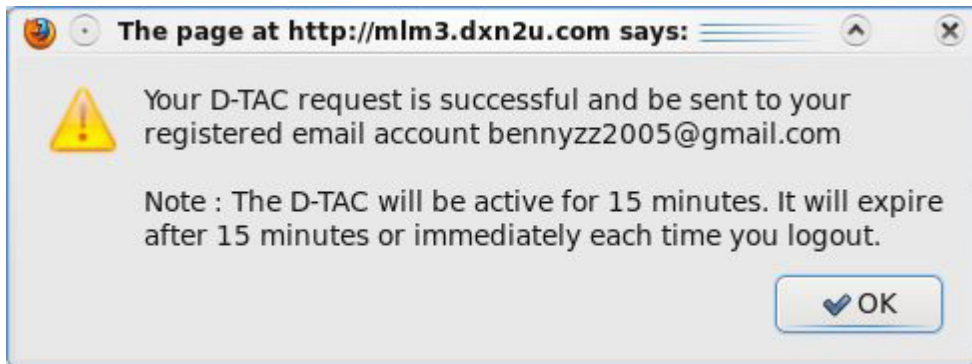 The page at http://mlm3.dxn2u.com says:
Your D-TAC request is successful and be sent to your
registered email account bennyzz2005@gmail.com
Note : The D-TAC will be active for 15 minutes. It will expire
after 15 minutes or immediately each time you logout.
OK